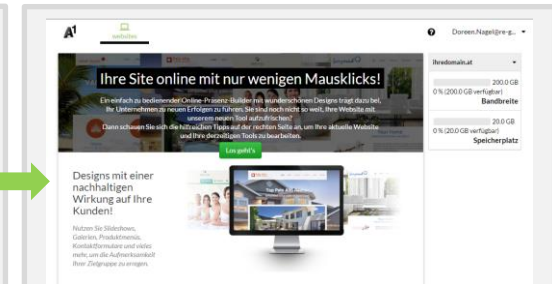 A1
websites
Doreen.Nagel@re-g...
Ihre Site online mit nur wenigen Mausklicks!
Ein einfach zu bedienender Online-Präsenz-Builder mit wunderschönen Designs trägt dazu bei,
Ihr Unternehmen zu neuen Erfolgen zu führen. Sie sind noch nicht so weit, Ihre Website mit
unserem neuen Tool aufzufrischen?
Dann schauen Sie sich die hilfreichen Tipps auf der rechten Seite an, um Ihre aktuelle Website
und Ihre derzeitigen Tools zu bearbeiten.
Los geht's
ihredomain.at
200.0 GB
0 % (200.0 GB verfügbar)
Bandbreite
20.0 GB
0 % (20.0 GB verfügbar)
Speicherplatz
Designs mit einer
nachhaltigen
Wirkung auf Ihre
Kunden!
Nutzen Sie Slideshows,
Galerien, Produktmenüs,
Kontaktformulare und vieles
mehr, um die Aufmerksamkeit
Ihrer Zielgruppe zu erregen.